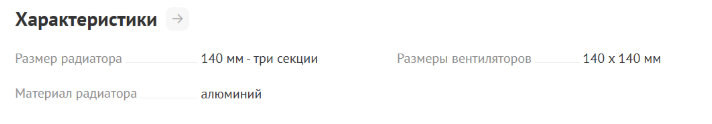 Характеристики
Размер радиатора 140 мм - три секции
Размеры вентиляторов 140 x 140 мм
Материал радиатора алюминий